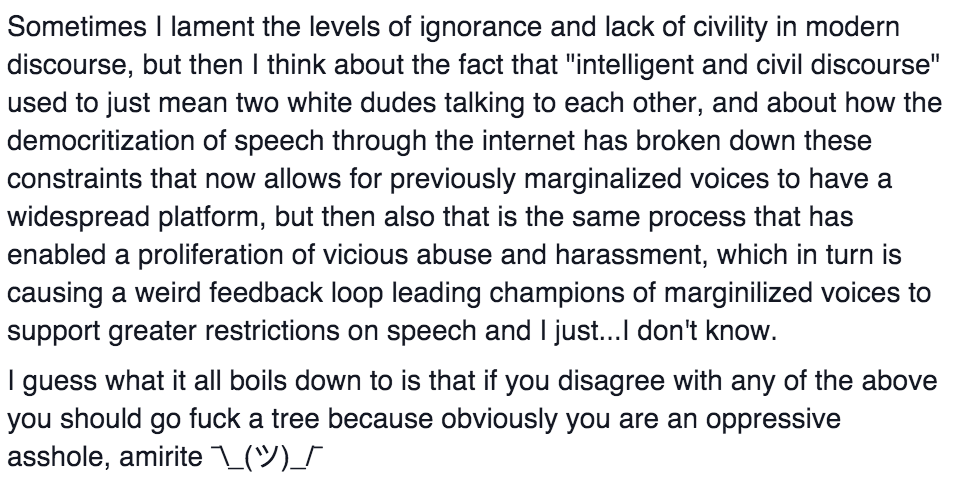 Sometimes I lament the levels of ignorance and lack of civility in modern
discourse, but then I think about the fact that "intelligent and civil discourse"
used to just mean two white dudes talking to each other, and about how the
democritization of speech through the internet has broken down these
constraints that now allows for previously marginalized voices to have a
widespread platform, but then also that is the same process that has
enabled a proliferation of vicious abuse and harassment, which in turn is
causing a weird feedback loop leading champions of marginilized voices to
support greater restrictions on speech and I just...I don't know.
I guess what it all boils down to is that if you disagree with any of the above
you should go fuck a tree because obviously you are an oppressive
asshole, amirite ¯\_(ツ)_/¯